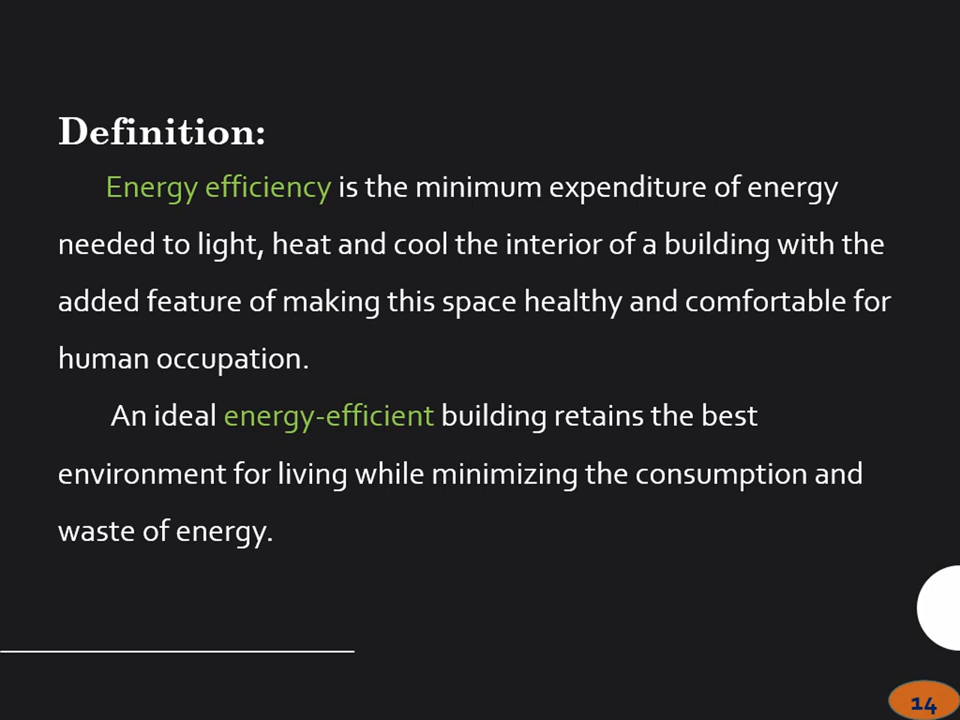 Definition:
Energy efficiency is the minimum expenditure of energy
needed to light, heat and cool the interior of a building with the
added feature of making this space healthy and comfortable for
human occupation.
An ideal energy-efficient building retains the best
environment for living while minimizing the consumption and
waste of energy.
14